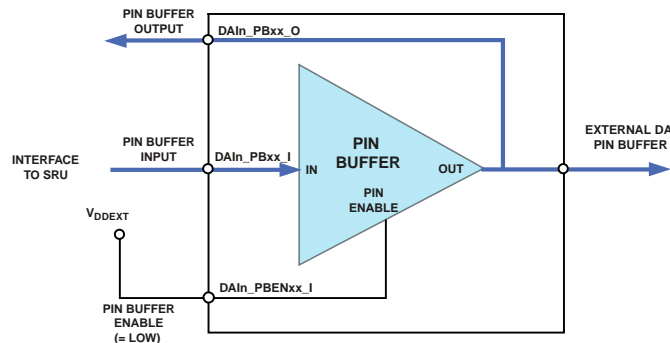 PIN BUFFER
OUTPUT
DAIn_PBxx_O
PIN BUFFER
INPUT
DAIn_PBxx_I
INTERFACE
TO SRU
IN
PIN
BUFFER
OUT
PIN
ENABLE
EXTERNAL DA
PIN BUFFER
VDDEXT
DAIn_PBENxx_I
PIN BUFFER
ENABLE
(= LOW)